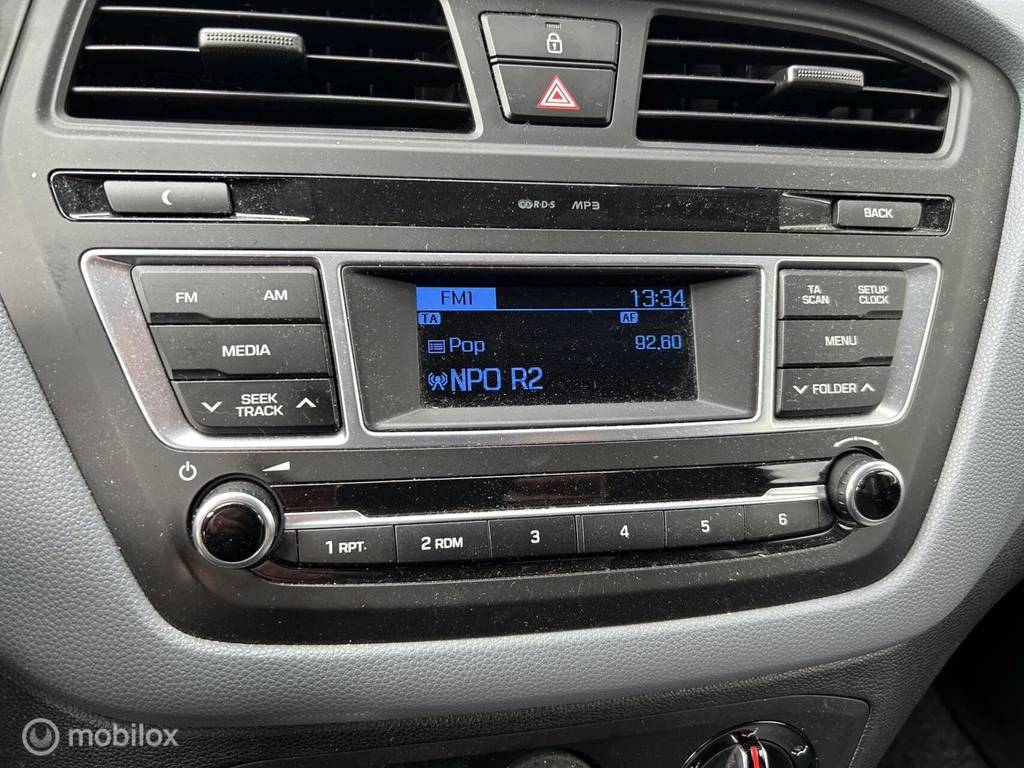 R·D·S MP3
BACK
FM AM
MEDIA
SEEK
TRACK
FM1 13:34
TA AF
Pop 92.60
NPO R2
TA
SCAN
SETUP
CLOCK
MENU
FOLDER
1 RPT 2 RDM 3 4 5 6
mobilox